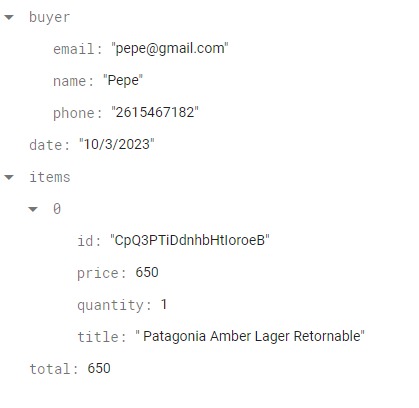 buyer
email: "pepe@gmail.com"
name: "Pepe"
phone: "2615467182"
date: "10/3/2023"
items
0
id: "CpQ3PTiDdnhbHtIoroeB"
price: 650
quantity: 1
title: " Patagonia Amber Lager Retornable"
total: 650